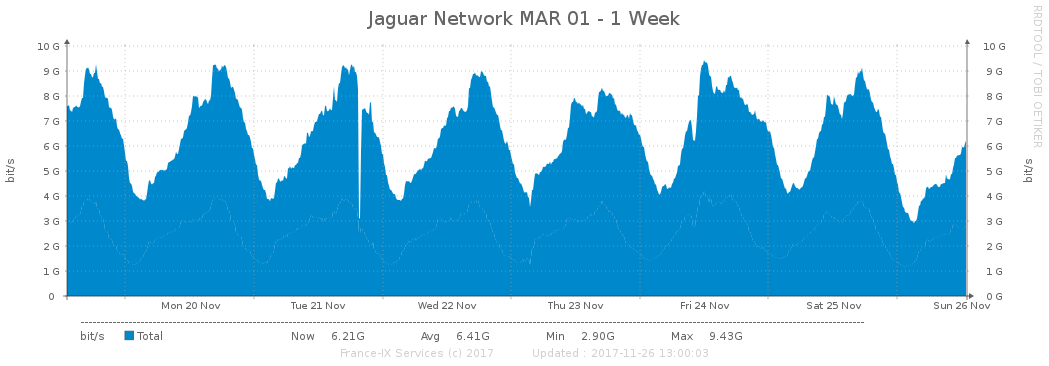 Jaguar Network MAR 01 - 1 Week
RRDTOOL / TOBI OETIKER
bit/s
10 G 10 G
9 G 9 G
8 G 8 G
7 G 7 G
6 G 6 G
5 G 5 G
4 G 4 G
3 G 3 G
2 G 2 G
1 G 1 G
0 0 G
bit/s
Mon 20 Nov Tue 21 Nov Wed 22 Nov Thu 23 Nov Fri 24 Nov Sat 25 Nov Sun 26 Nov
bit/s Total Now 6.21G Avg 6.41G Min 2.90G Max 9.43G
France-IX Services (c) 2017 Updated : 2017-11-26 13:00:03